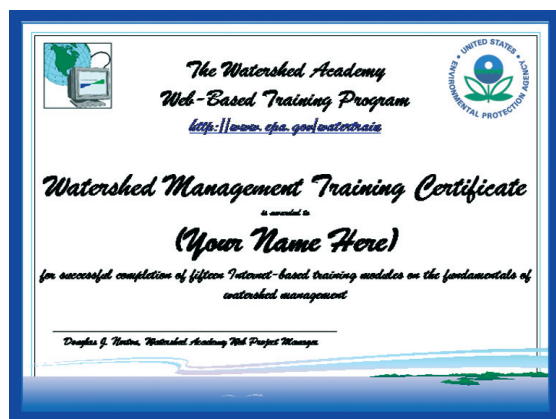 The Watershed Academy
Web-Based Training Program
http://www.epa.gov/watertrain
UNITED STATES
ENVIRONMENTAL PROTECTION AGENCY
Watershed Management Training Certificate
is awarded to
(Your Name Here)
for successful completion of fifteen Internet-based training modules on the fundamentals of
watershed management
Douglas J. Norton, Watershed Academy Web Project Manager